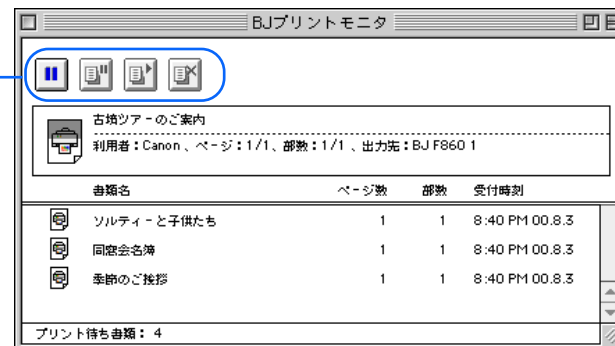 BJプリントモニタ
古墳ツアーのご案内
利用者：Canon、ページ：1/1、部数：1/1、出力先：BJ F860 1
書類名 ページ数 部数 受付時刻
ソルティーと子供たち 1 1 8:40 PM 00.8.3
同窓会名簿 1 1 8:40 PM 00.8.3
季節のご挨拶 1 1 8:40 PM 00.8.3
プリント待ち書類： 4